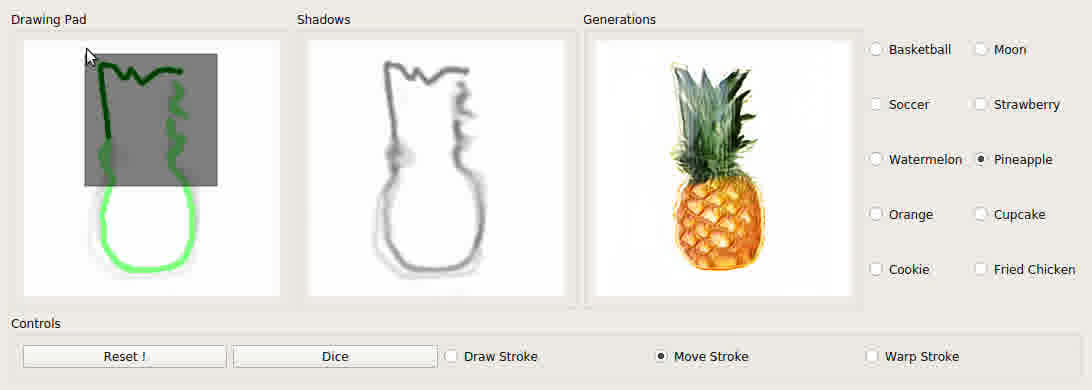 Drawing Pad
Shadows
Generations
Basketball
Moon
Soccer
Strawberry
Watermelon
Pineapple
Orange
Cupcake
Cookie
Fried Chicken
Controls
Reset !
Dice
Draw Stroke
Move Stroke
Warp Stroke